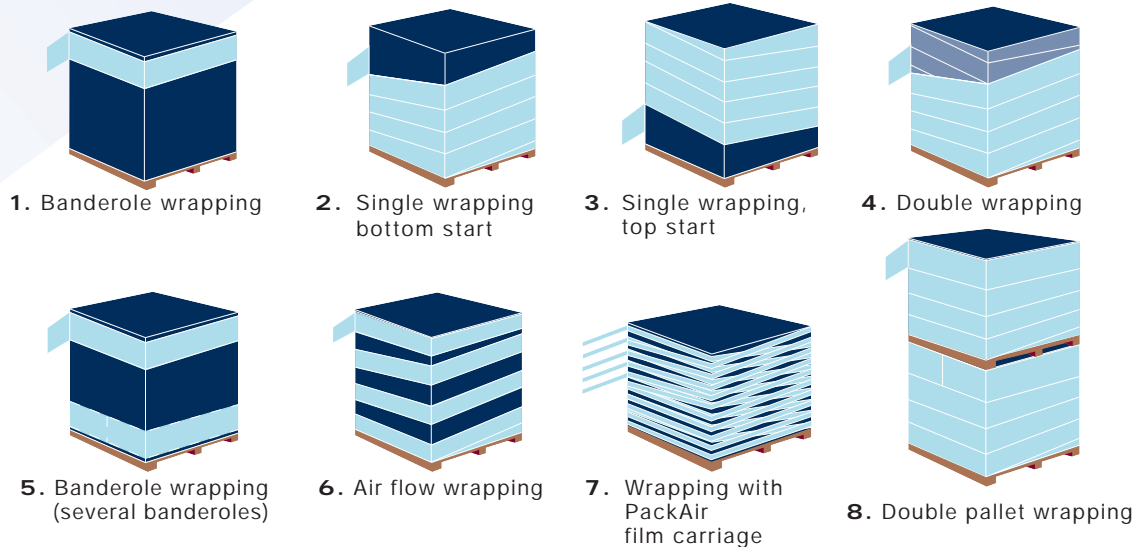 1. Banderole wrapping
2. Single wrapping
bottom start
3. Single wrapping,
top start
4. Double wrapping
5. Banderole wrapping
(several banderoles)
6. Air flow wrapping
7. Wrapping with
PackAir
film carriage
8. Double pallet wrapping